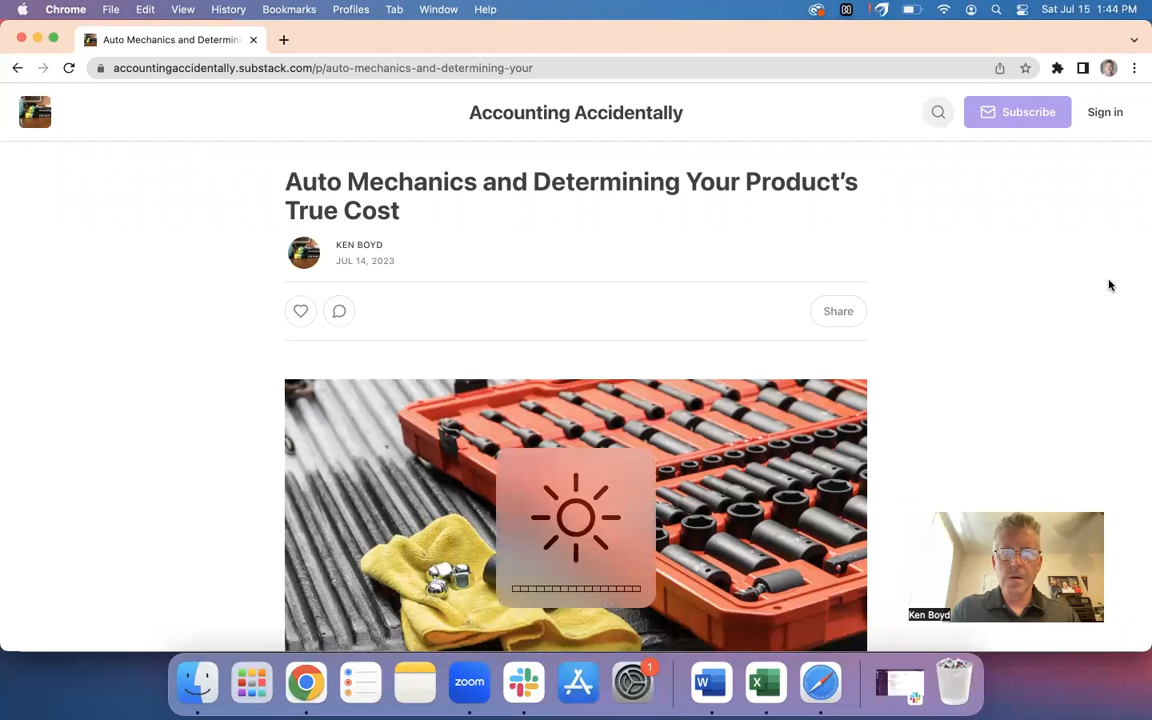 Chrome File Edit View History Bookmarks Profiles Tab Window Help Sat Jul 15 1:44 PM
Auto Mechanics and Determin
accountingaccidentally.substack.com/p/auto-mechanics-and-determining-your
Accounting Accidentally
Subscribe
Sign in
Auto Mechanics and Determining Your Product's
True Cost
KEN BOYD
JUL 14, 2023
Share
Ken Boyd
zoom
1
W
X